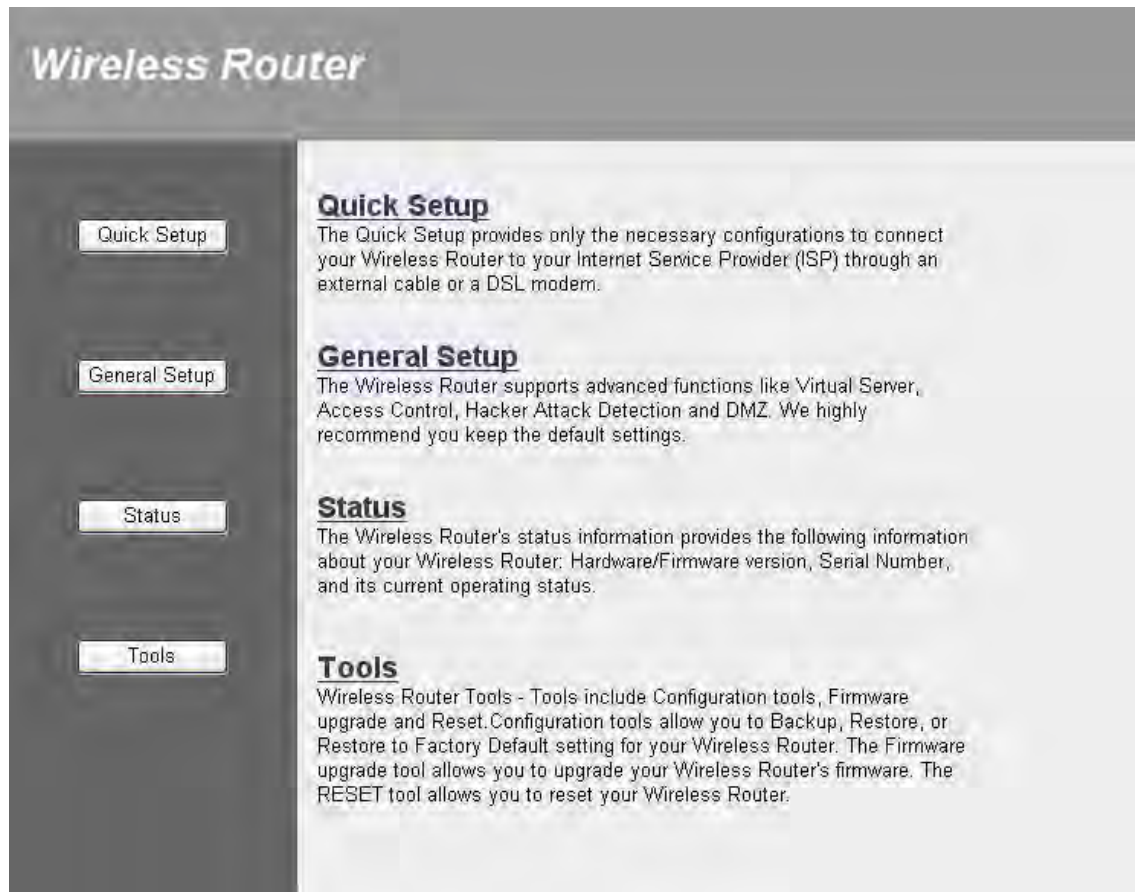 Wireless Router
Quick Setup
General Setup
Status
Tools
Quick Setup
The Quick Setup provides only the necessary configurations to connect
your Wireless Router to your Internet Service Provider (ISP) through an
external cable or a DSL modem.
General Setup
The Wireless Router supports advanced functions like Virtual Server,
Access Control, Hacker Attack Detection and DMZ. We highly
recommend you keep the default settings.
Status
The Wireless Router's status information provides the following information
about your Wireless Router: Hardware/Firmware version, Serial Number,
and its current operating status.
Tools
Wireless Router Tools - Tools include Configuration tools, Firmware
upgrade and Reset.Configuration tools allow you to Backup, Restore, or
Restore to Factory Default setting for your Wireless Router. The Firmware
upgrade tool allows you to upgrade your Wireless Router's firmware. The
RESET tool allows you to reset your Wireless Router.